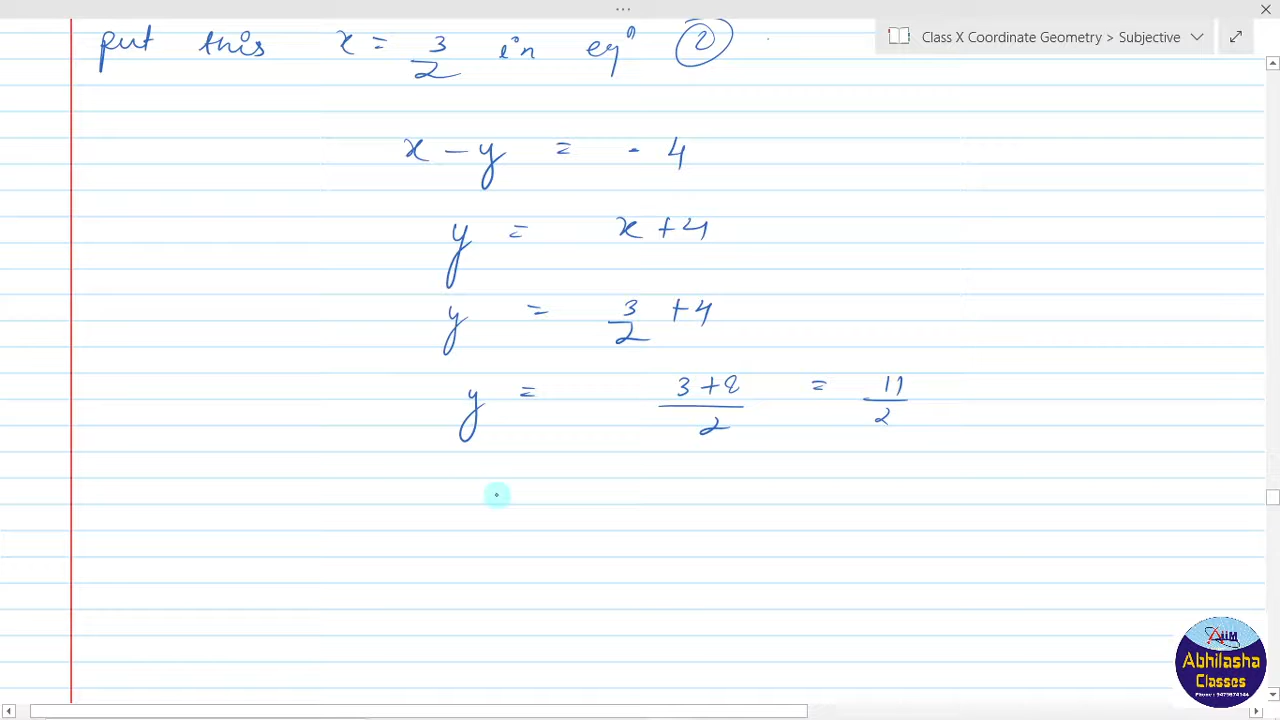 ...
Class X Coordinate Geometry > Subjective
put this x = 3/2 in eqn (2)
x - y = - 4
y = x + 4
y = 3/2 + 4
y = 3+8/2 = 11/2
AIIM
Abhilasha
Classes